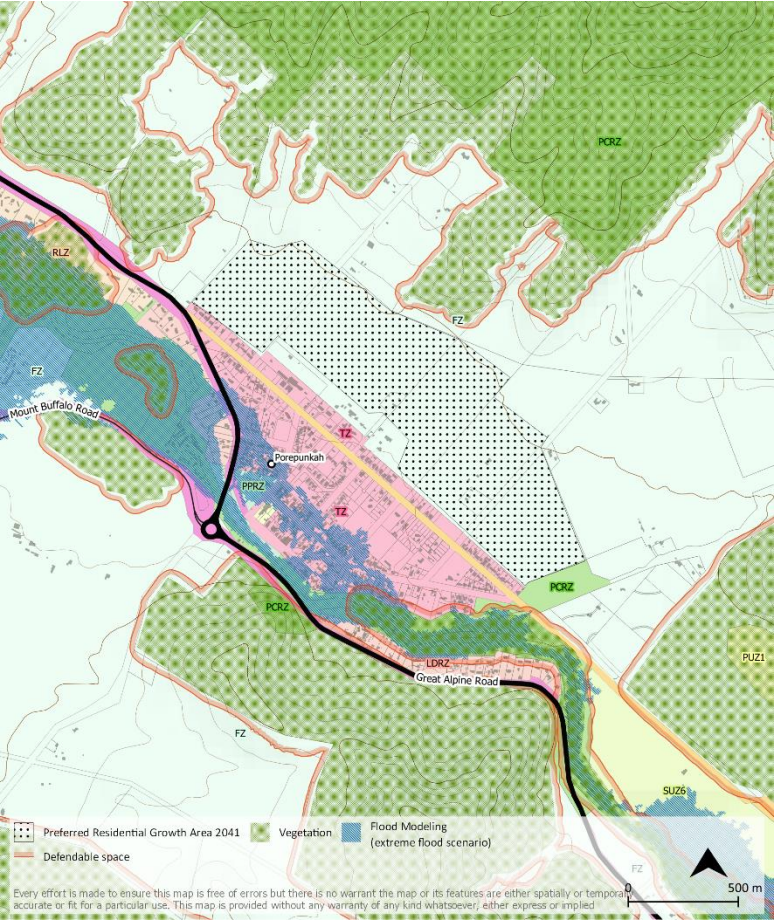 PCRZ
RLZ
FZ
FZ
Mount Buffalo Road
TZ
Porepunkah
PPRZ
TZ
PCRZ
PCRZ
LDRZ
PUZ1
Great Alpine Road
FZ
SUZ6
Preferred Residential Growth Area 2041
Vegetation
Flood Modeling
(extreme flood scenario)
Defendable space
FZ
0
500 m
Every effort is made to ensure this map is free of errors but there is no warrant the map or its features are either spatially or temporaly
accurate or fit for a particular use. This map is provided without any warranty of any kind whatsoever, either express or implied